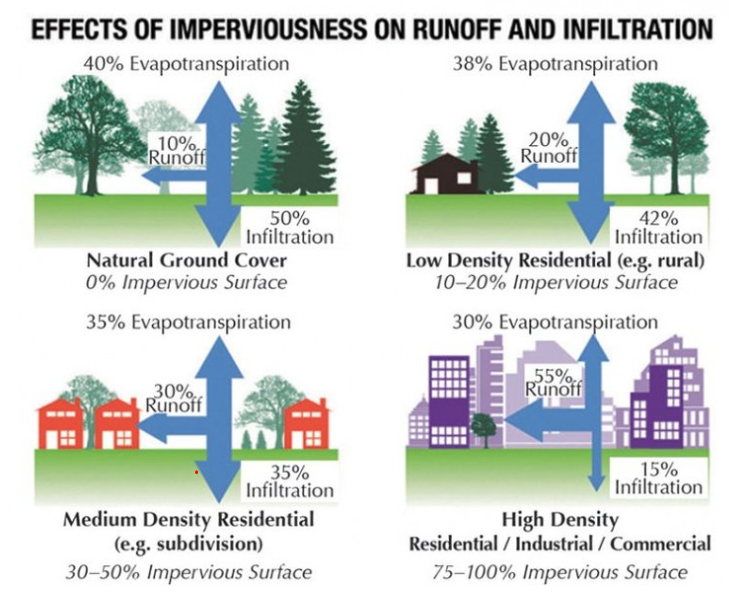 EFFECTS OF IMPERVIOUSNESS ON RUNOFF AND INFILTRATION
40% Evapotranspiration
10%
Runoff
50%
Infiltration
Natural Ground Cover
0% Impervious Surface
38% Evapotranspiration
20%
Runoff
42%
Infiltration
Low Density Residential (e.g. rural)
10–20% Impervious Surface
35% Evapotranspiration
30%
Runoff
35%
Infiltration
Medium Density Residential
(e.g. subdivision)
30–50% Impervious Surface
30% Evapotranspiration
55%
Runoff
15%
Infiltration
High Density
Residential / Industrial / Commercial
75–100% Impervious Surface